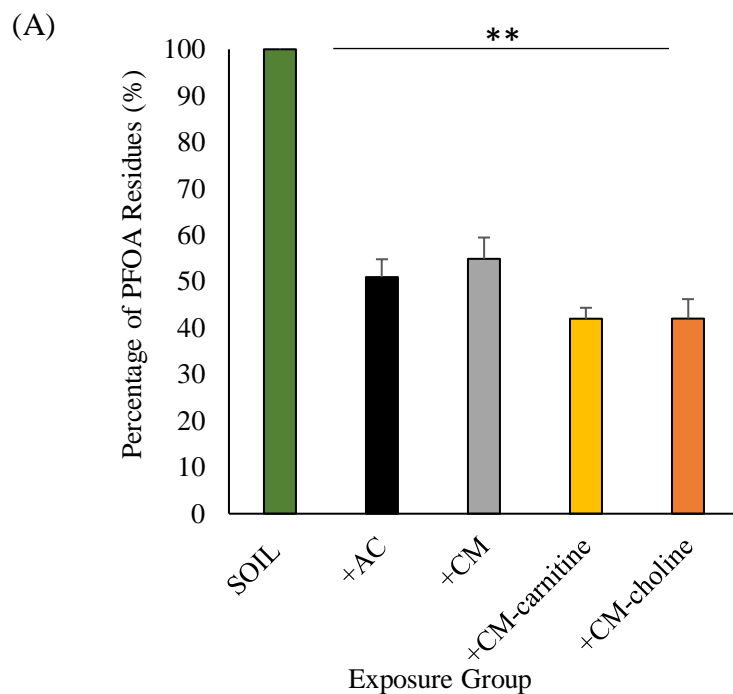 (A)
**
Percentage of PFOA Residues (%)
100
90
80
70
60
50
40
30
20
10
0
SOIL
+AC
+CM
+CM-carnitine
+CM-choline
Exposure Group